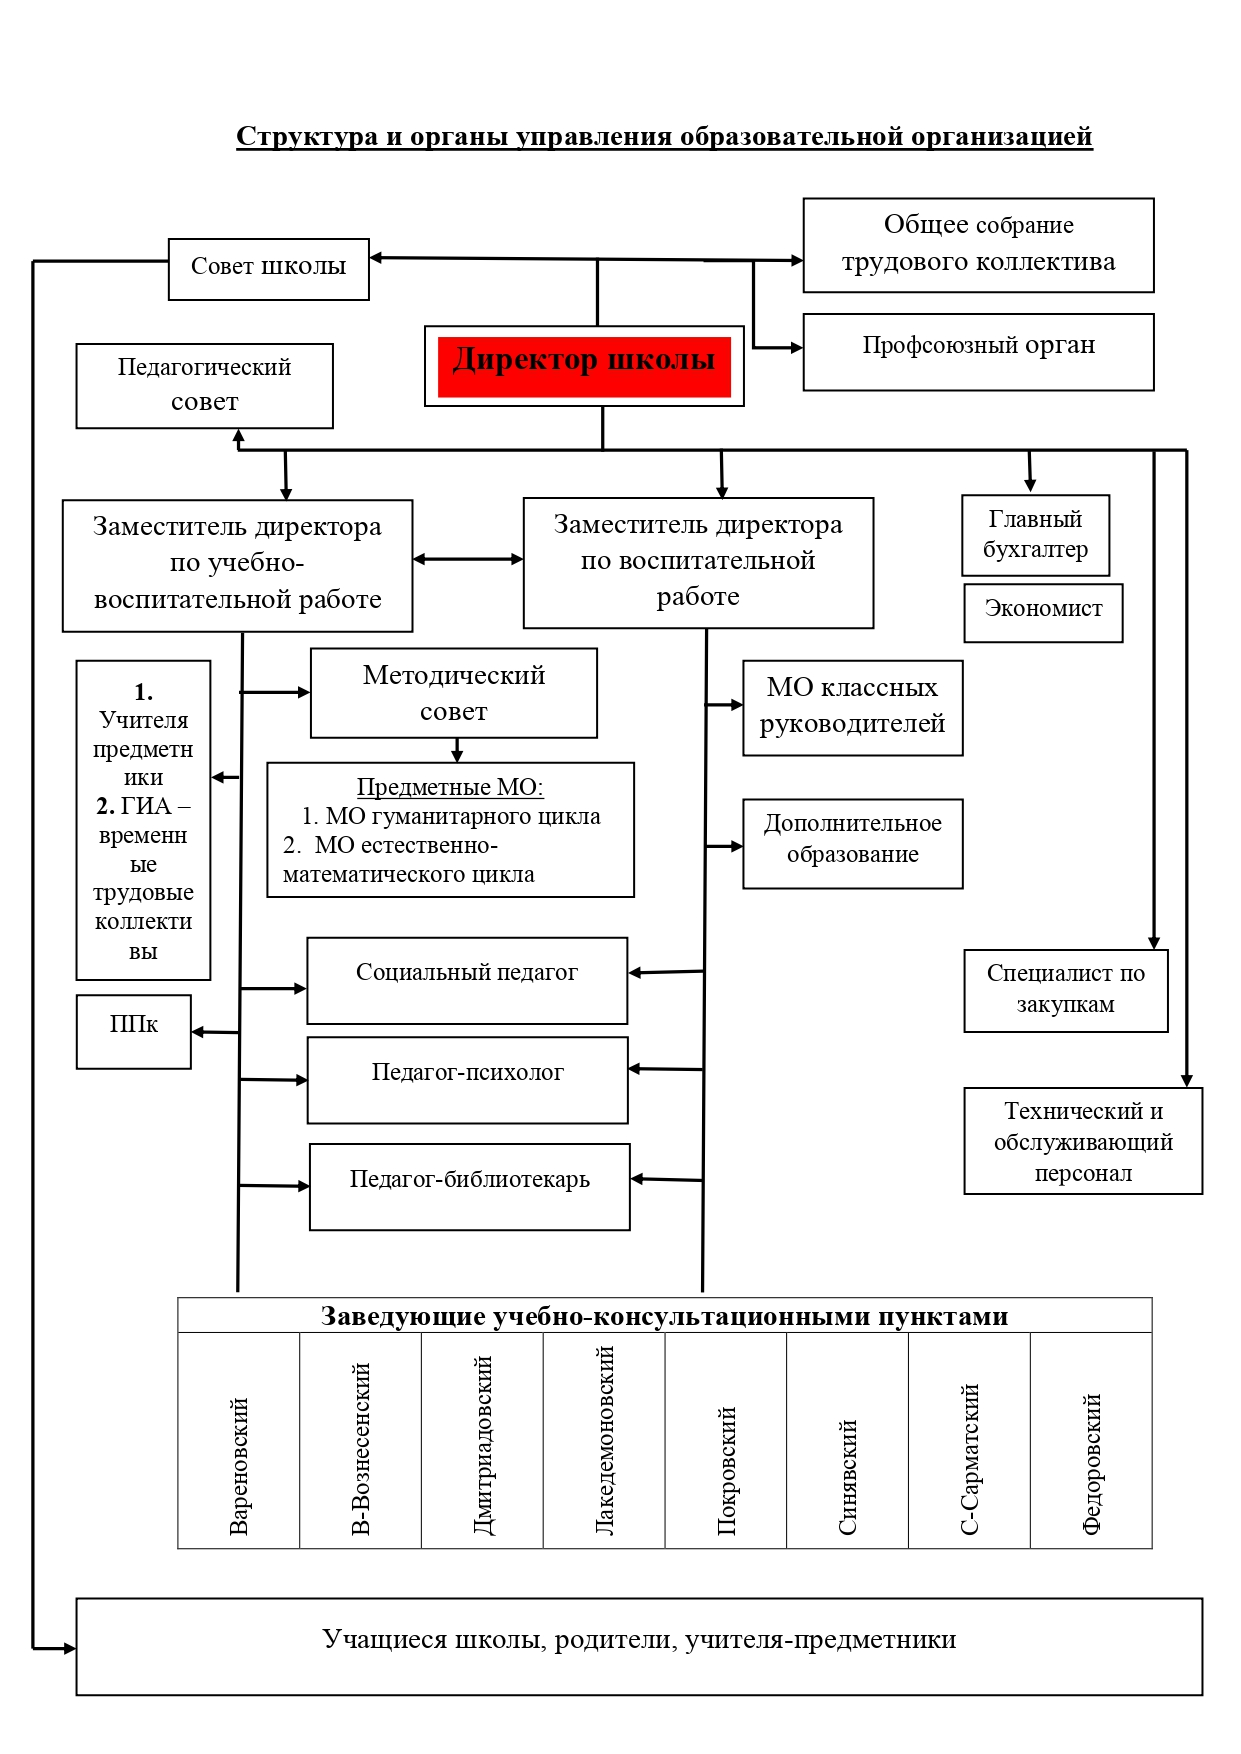 Структура и органы управления образовательной организацией
Общее собрание
трудового коллектива
Совет школы
Профсоюзный орган
Директор школы
Педагогический
совет
Заместитель директора
по учебно-
воспитательной работе
Заместитель директора
по воспитательной
работе
Главный
бухгалтер
Экономист
1.
Учителя
предметн
ики
2. ГИА –
временн
ые
трудовые
коллекти
вы
Методический
совет
МО классных
руководителей
Предметные МО:
1. МО гуманитарного цикла
2. МО естественно-
математического цикла
Дополнительное
образование
Социальный педагог
Специалист по
закупкам
ППк
Педагог-психолог
Технический и
обслуживающий
персонал
Педагог-библиотекарь
Заведующие учебно-консультационными пунктами
Вареновский
В-Вознесенский
Дмитриадовский
Лакедемоновский
Покровский
Синявский
С-Сарматский
Федоровский
Учащиеся школы, родители, учителя-предметники